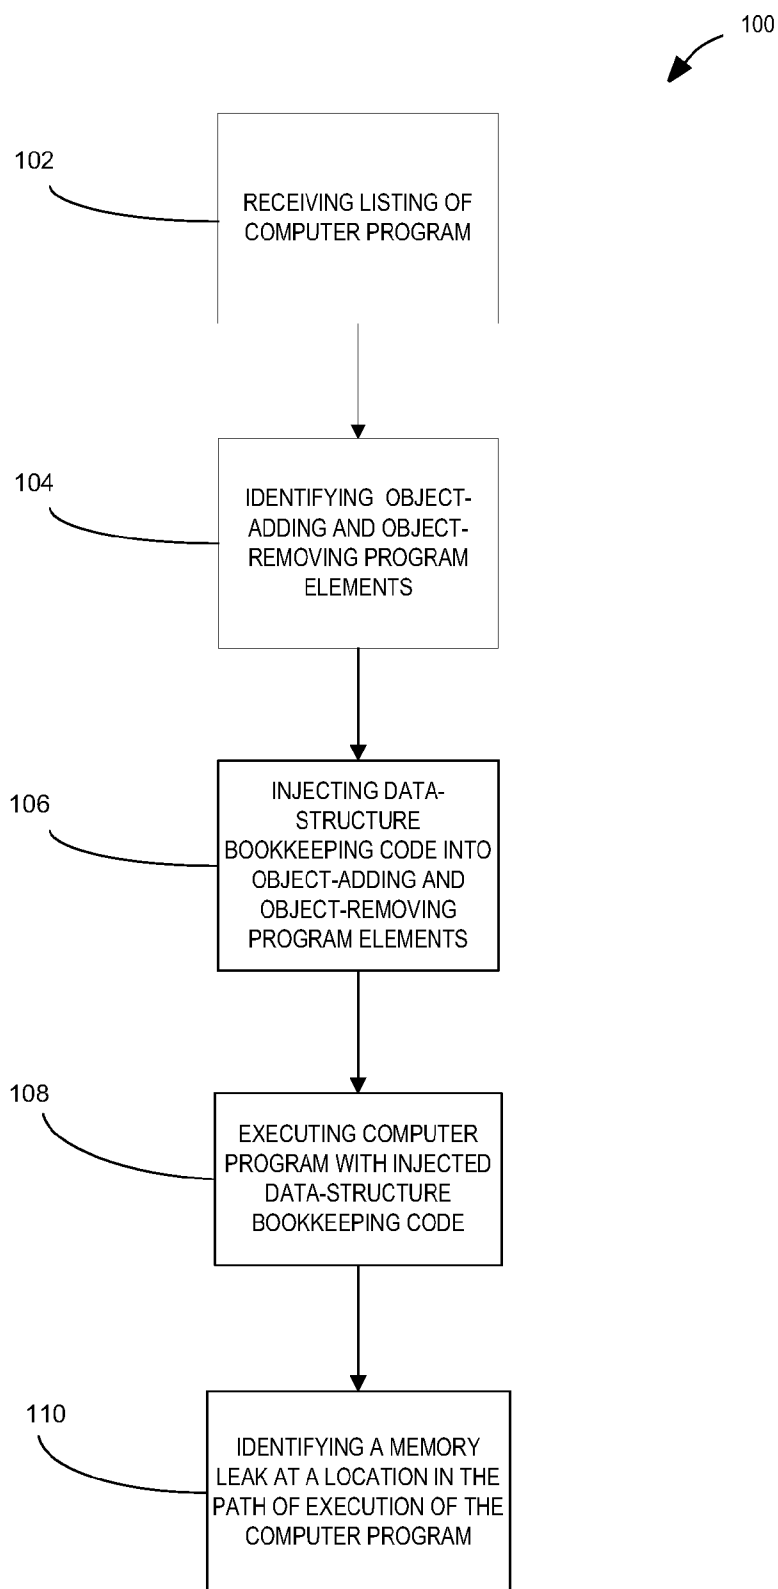 100
102
RECEIVING LISTING OF
COMPUTER PROGRAM
104
IDENTIFYING OBJECT-
ADDING AND OBJECT-
REMOVING PROGRAM
ELEMENTS
106
INJECTING DATA-
STRUCTURE
BOOKKEEPING CODE INTO
OBJECT-ADDING AND
OBJECT-REMOVING
PROGRAM ELEMENTS
108
EXECUTING COMPUTER
PROGRAM WITH INJECTED
DATA-STRUCTURE
BOOKKEEPING CODE
110
IDENTIFYING A MEMORY
LEAK AT A LOCATION IN THE
PATH OF EXECUTION OF THE
COMPUTER PROGRAM